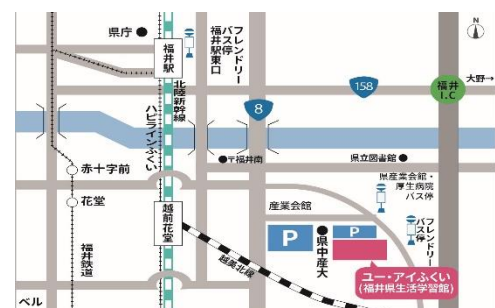 県庁
福井駅
フレンドリー
バス停
福井駅東口
N
北陸新幹線
ハピラインふくい
8
158
福井
I.C
大野→
〒福井南
県立図書館
赤十字前
花堂
福井鉄道
越前花堂
越美北線
県産業会館・
厚生病院
バス停
産業会館
P
P
県中産大
フレンドリー
バス停
ユー・アイふくい
(福井県生活学習館)
ベル